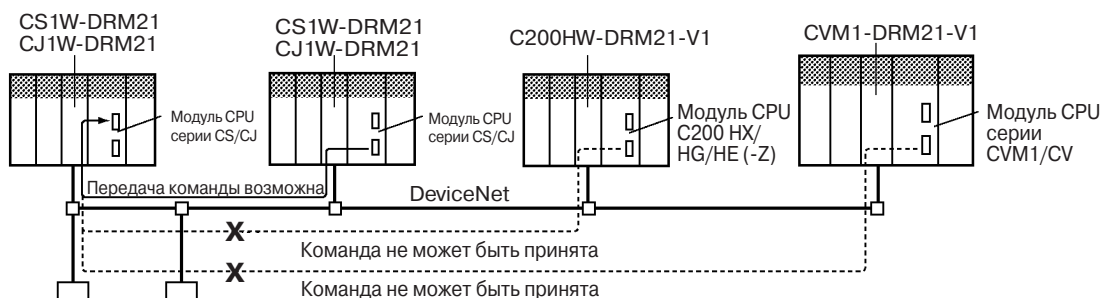 CS1W-DRM21
CJ1W-DRM21
CS1W-DRM21
CJ1W-DRM21
C200HW-DRM21-V1
CVM1-DRM21-V1
Модуль CPU
серии CS/CJ
Модуль CPU
серии CS/CJ
Модуль CPU
C200 HX/
HG/HE (-Z)
Модуль CPU
серии
CVM1/CV
Передача команды возможна
DeviceNet
X
Команда не может быть принята
X
Команда не может быть принята